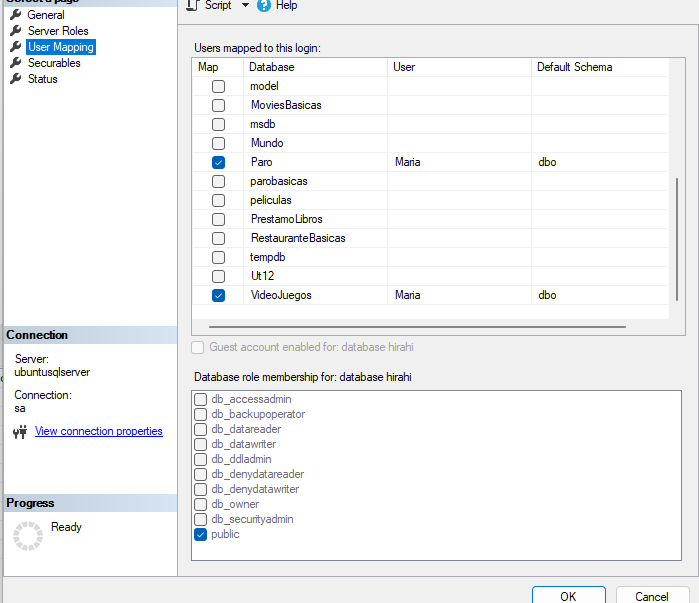 Script
Help
General
Server Roles
User Mapping
Securables
Status
Users mapped to this login:
Map Database User Default Schema
model
MoviesBasicas
msdb
Mundo
Paro Maria dbo
parobasicas
peliculas
PrestamoLibros
RestauranteBasicas
tempdb
Ut12
VideoJuegos Maria dbo
Guest account enabled for: database hirahi
Database role membership for: database hirahi
db_accessadmin
db_backupoperator
db_datareader
db_datawriter
db_ddladmin
db_denydatareader
db_denydatawriter
db_owner
db_securityadmin
public
Connection
Server:
ubuntusqlserver
Connection:
sa
View connection properties
Progress
Ready
OK
Cancel